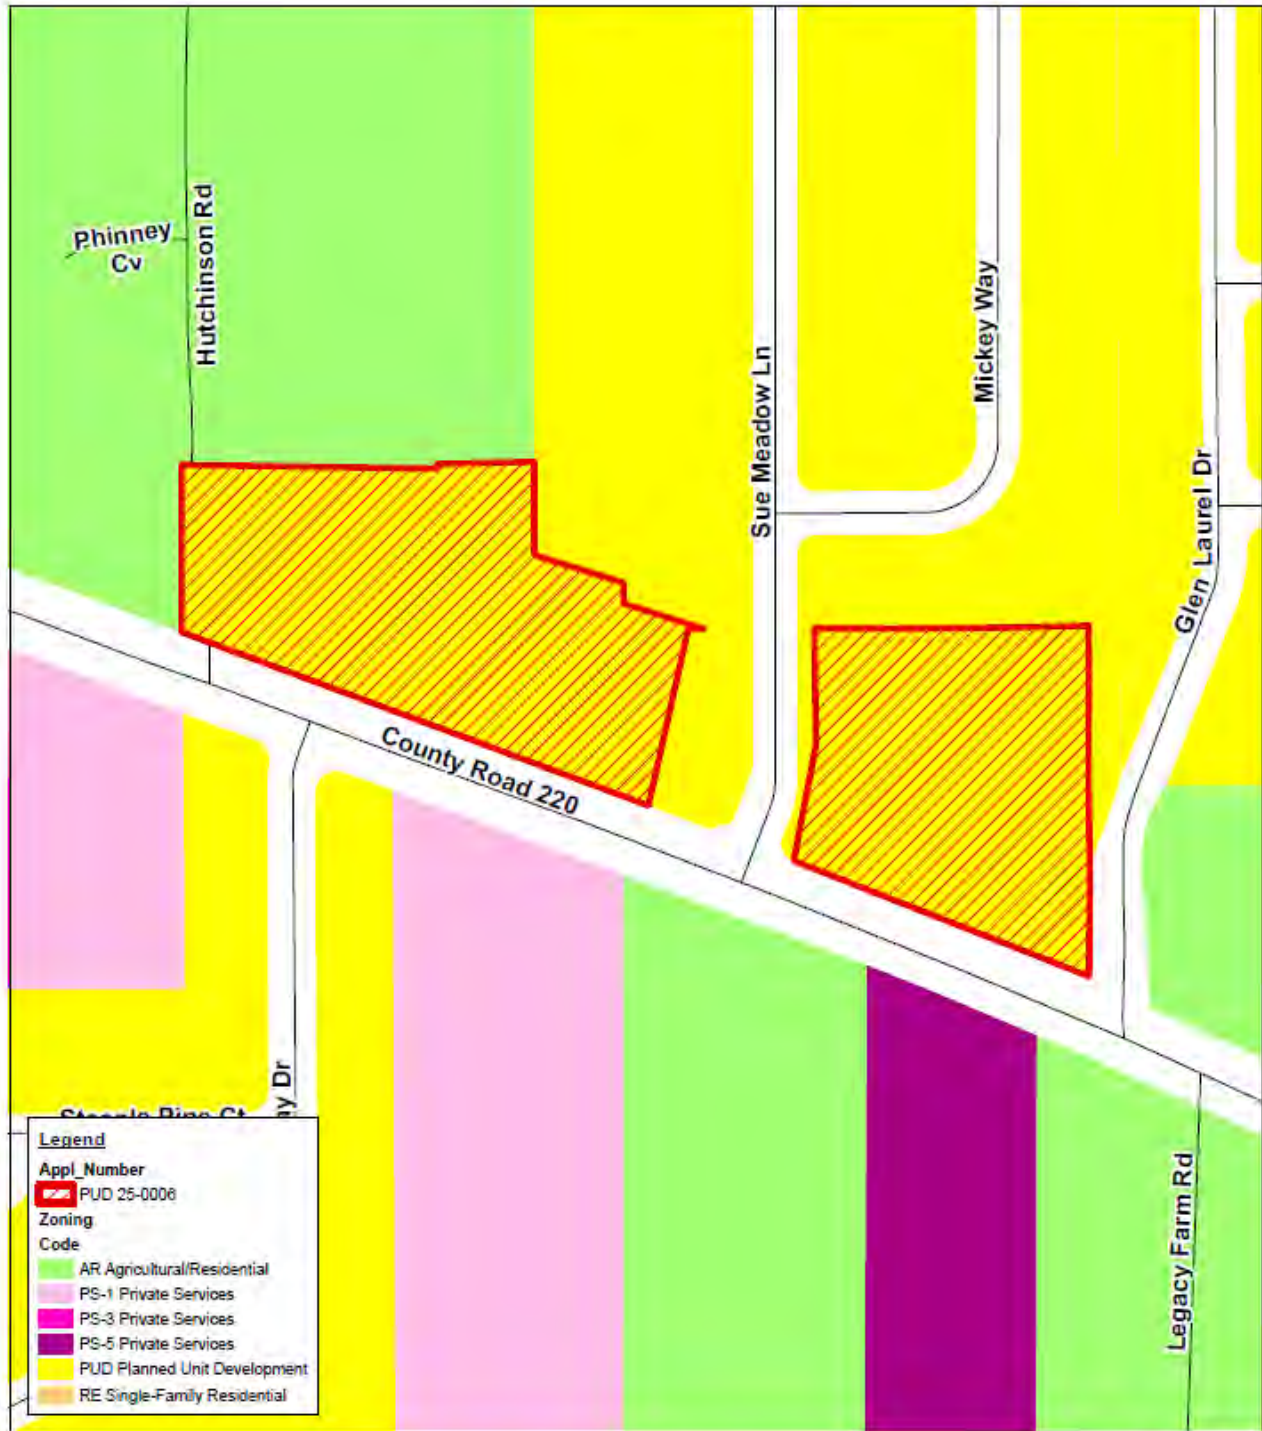 Phinney
Cv
Hutchinson Rd
Sue Meadow Ln
Mickey Way
Glen Laurel Dr
County Road 220
Legacy Farm Rd
Dr
Legend
Appl_Number
PUD 25-0006
Zoning
Code
AR Agricultural/Residential
PS-1 Private Services
PS-3 Private Services
PS-5 Private Services
PUD Planned Unit Development
RE Single-Family Residential